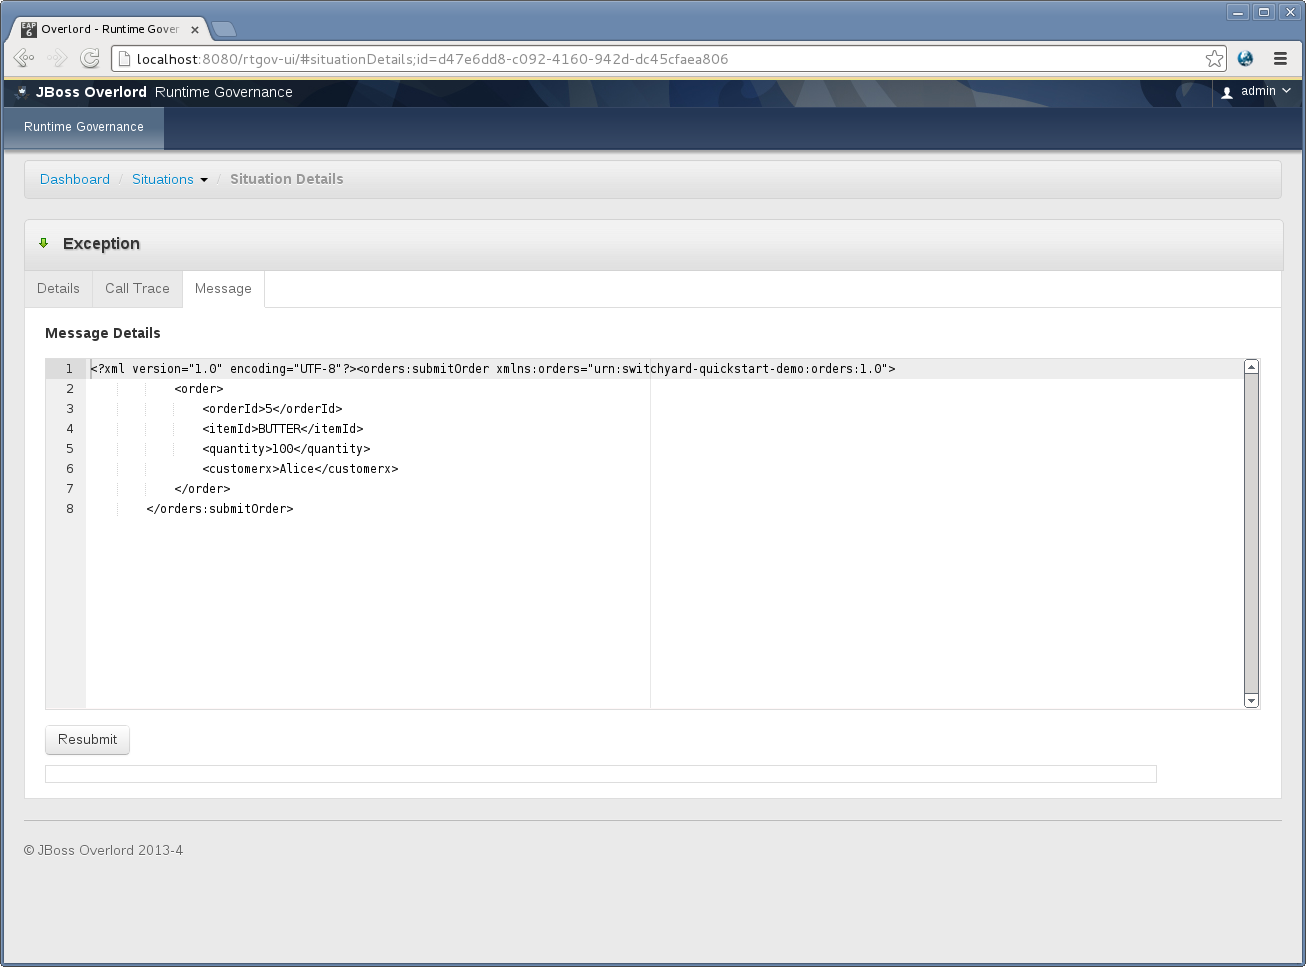 EAP 6 Overlord - Runtime Gover
localhost:8080/rtgov-ui/#situationDetails;id=d47e6dd8-c092-4160-942d-dc45cfaea806
JBoss Overlord Runtime Governance admin
Runtime Governance
Dashboard / Situations / Situation Details
Exception
Details Call Trace Message
Message Details
1 <?xml version="1.0" encoding="UTF-8"?><orders:submitOrder xmlns:orders="urn:switchyard-quickstart-demo:orders:1.0">
2 <order>
3 <orderId>5</orderId>
4 <itemId>BUTTER</itemId>
5 <quantity>100</quantity>
6 <customerx>Alice</customerx>
7 </order>
8 </orders:submitOrder>
Resubmit
© JBoss Overlord 2013-4